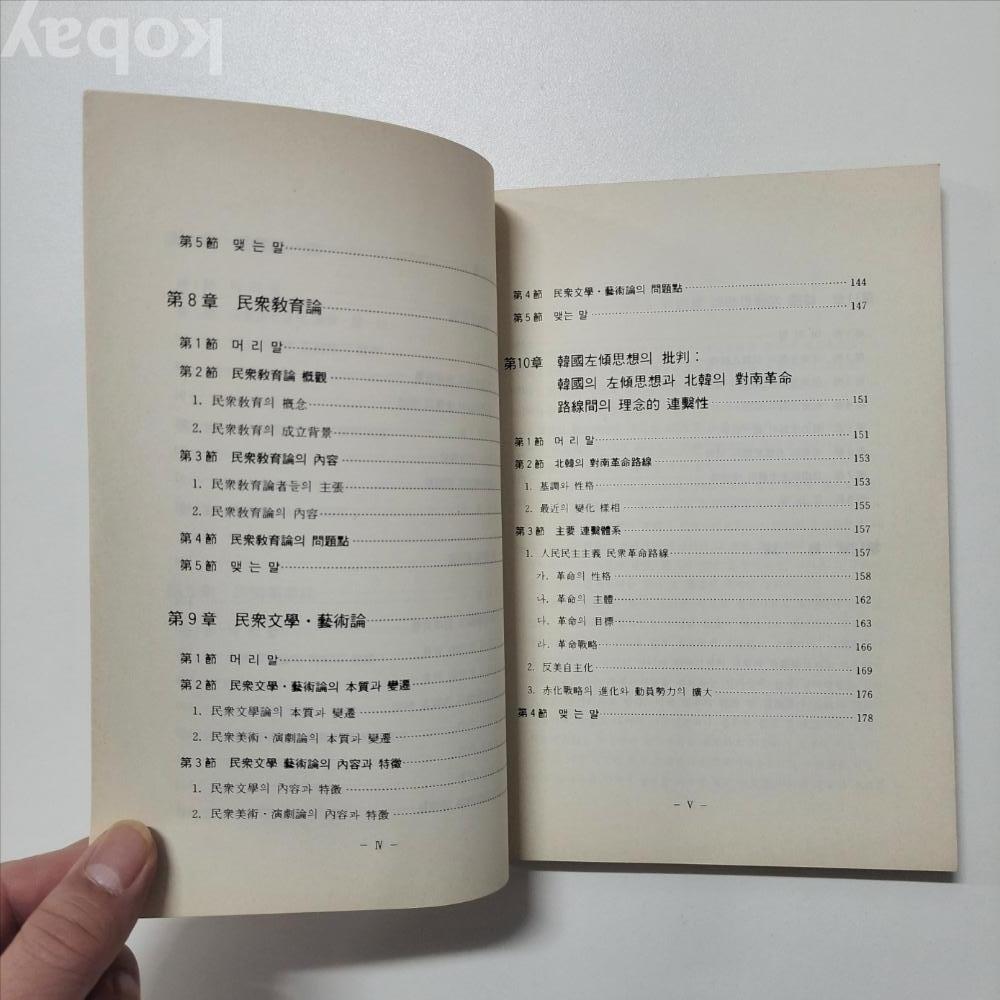 kobay
第5節 맺는말
第8章 民衆敎育論
第1節 머리말
第2節 民衆敎育論 槪觀
1. 民衆敎育의 槪念
2. 民衆敎育의 成立背景
第3節 民衆敎育論의 內容
1. 民衆敎育論者들의 主張
2. 民衆敎育論의 內容
第4節 民衆敎育論의 問題點
第5節 맺는말
第9章 民衆文學·藝術論
第1節 머리말
第2節 民衆文學·藝術論의 本質과 變遷
1. 民衆文學論의 本質과 變遷
2. 民衆美術·演劇論의 本質과 變遷
第3節 民衆文學 藝術論의 內容과 特徵
1. 民衆文學의 內容과 特徵
2. 民衆美術·演劇論의 內容과 特徵
- Ⅳ -
第4節 民衆文學·藝術論의 問題點 144
第5節 맺는말 147
第10章 韓國左傾思想의 批判:
韓國의 左傾思想과 北韓의 對南革命
路線間의 理念的 連繫性 151
第1節 머리말 151
第2節 北韓의 對南革命路線 153
1. 基調와 性格 153
2. 最近의 變化 樣相 155
第3節 主要 連繫體系 157
1. 人民民主主義 民衆革命路線 157
가. 革命의 性格 158
나. 革命의 主體 162
다. 革命의 目標 163
라. 革命戰略 166
2. 反美自主化 169
3. 赤化戰略의 進化와 動員勢力의 擴大 176
第4節 맺는말 178
- Ⅴ -